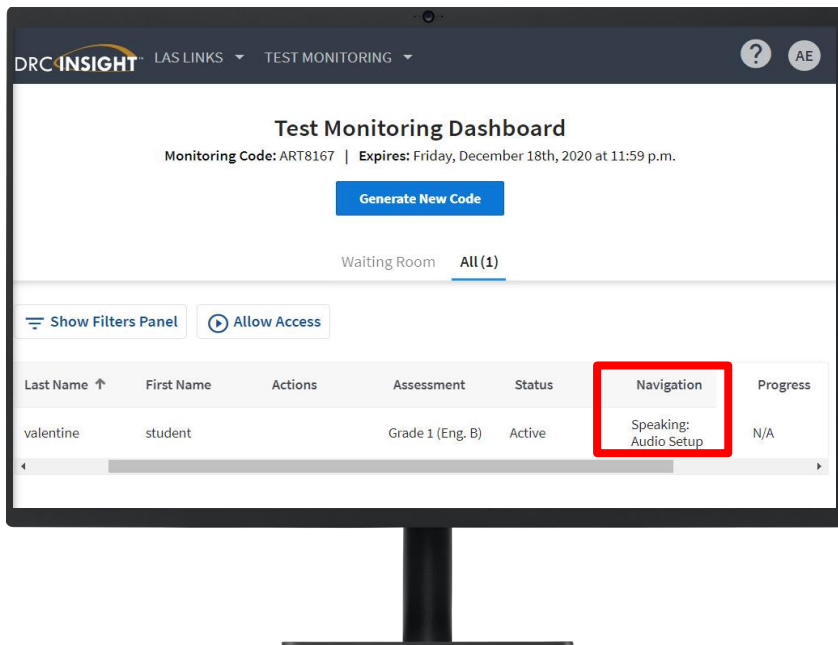 DRC INSIGHT LAS LINKS TEST MONITORING ? AE
Test Monitoring Dashboard
Monitoring Code: ART8167 | Expires: Friday, December 18th, 2020 at 11:59 p.m.
Generate New Code
Waiting Room All (1)
Show Filters Panel Allow Access
Last Name ↑ First Name Actions Assessment Status Navigation Progress
valentine student Grade 1 (Eng. B) Active Speaking: N/A
Audio Setup